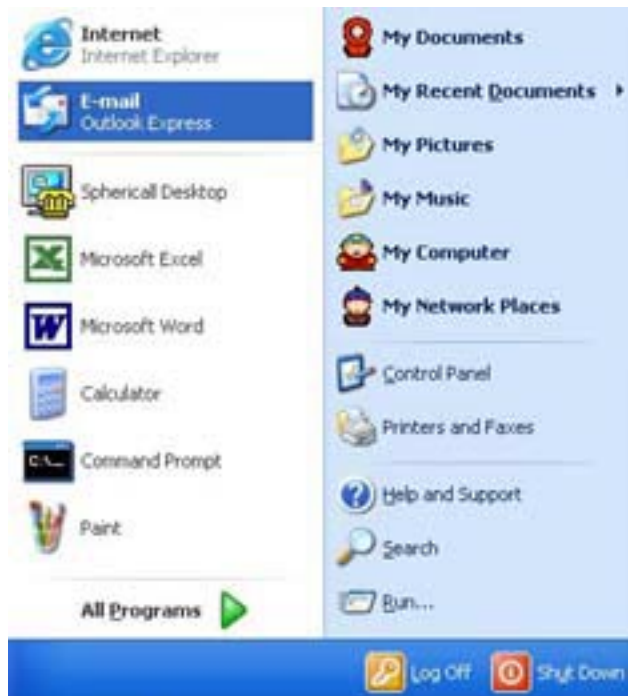 Internet
Internet Explorer
E-mail
Outlook Express
Sphericall Desktop
Microsoft Excel
Microsoft Word
Calculator
C:\_
Command Prompt
Paint
All Programs
My Documents
My Recent Documents
My Pictures
My Music
My Computer
My Network Places
Control Panel
Printers and Faxes
Help and Support
Search
Run...
Log Off
Shut Down